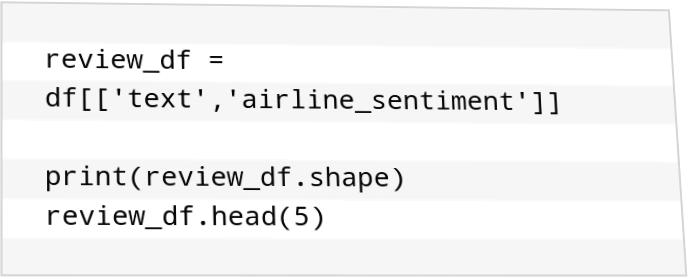 review_df =
df[['text','airline_sentiment']]

print(review_df.shape)
review_df.head(5)